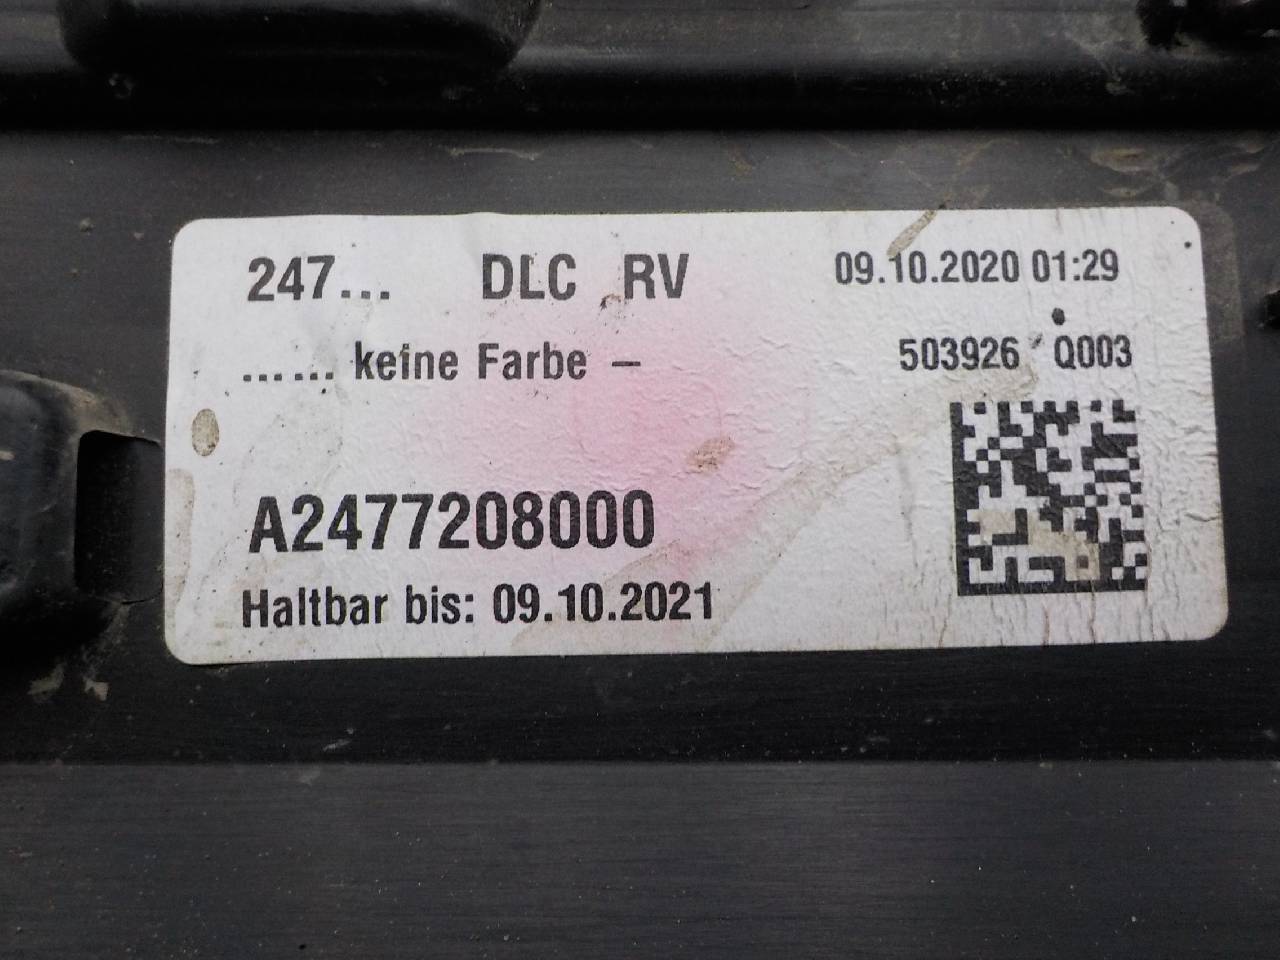 247... DLC RV 09.10.2020 01:29
...... keine Farbe – 503926 Q003
A2477208000
Haltbar bis: 09.10.2021